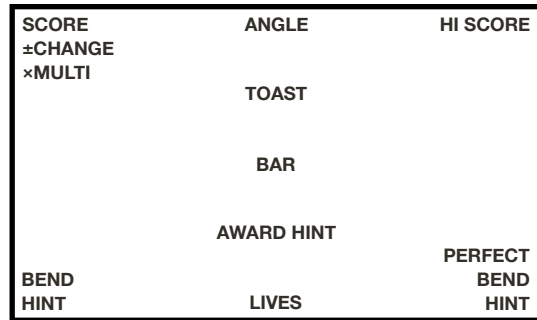 SCORE ANGLE HI SCORE
±CHANGE
×MULTI
TOAST
BAR
AWARD HINT
PERFECT
BEND BEND
HINT LIVES HINT